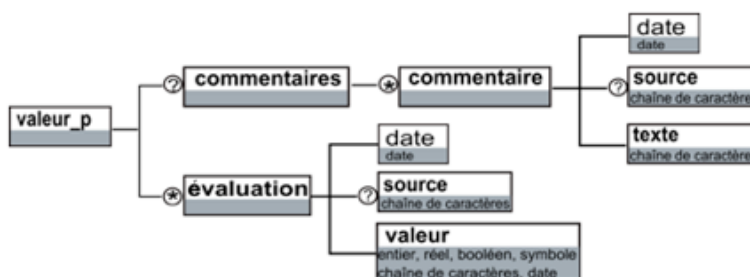 date
date
commentaires
commentaire
source
chaîne de caractère
valeur_p
texte
chaîne de caractère
date
date
évaluation
source
chaîne de caractères
valeur
entier, réel, booléen, symbole
chaîne de caractères, date